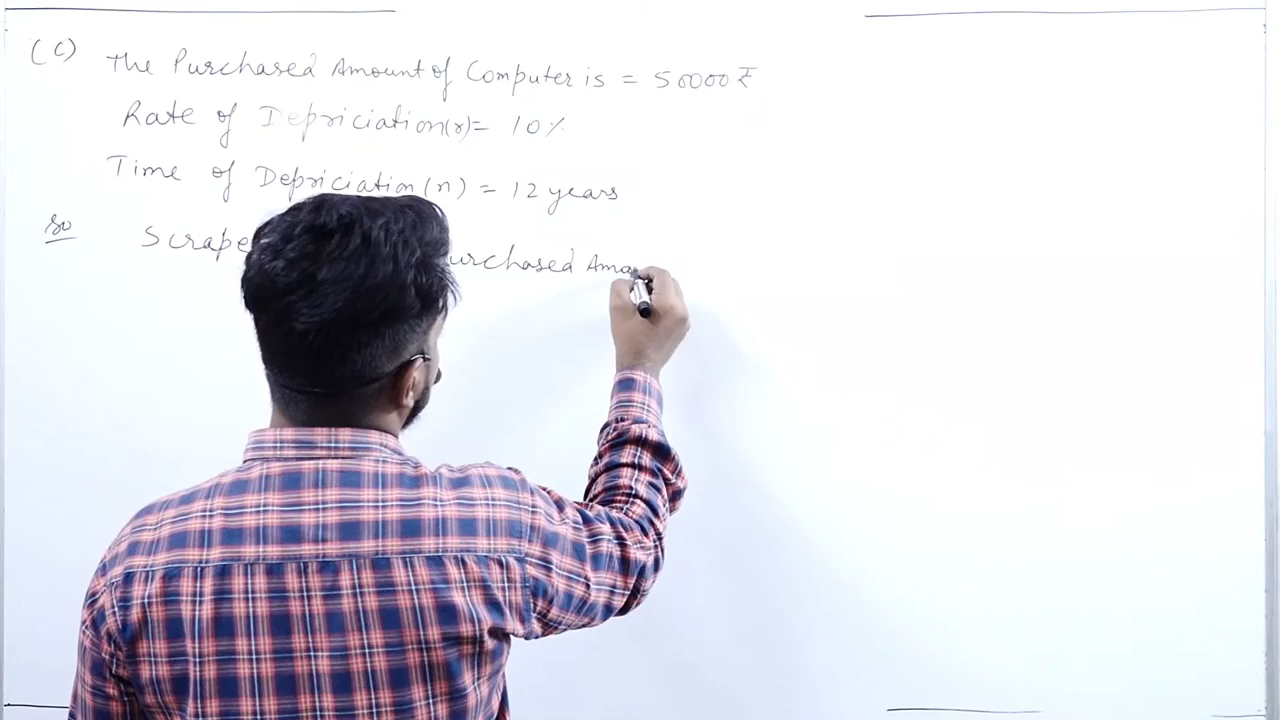 (C) The Purchased Amount of Computer is = 50000 ₹
Rate of Depriciation(r)= 10%
Time of Depriciation(n) = 12 years
So Scrape urchased Amo